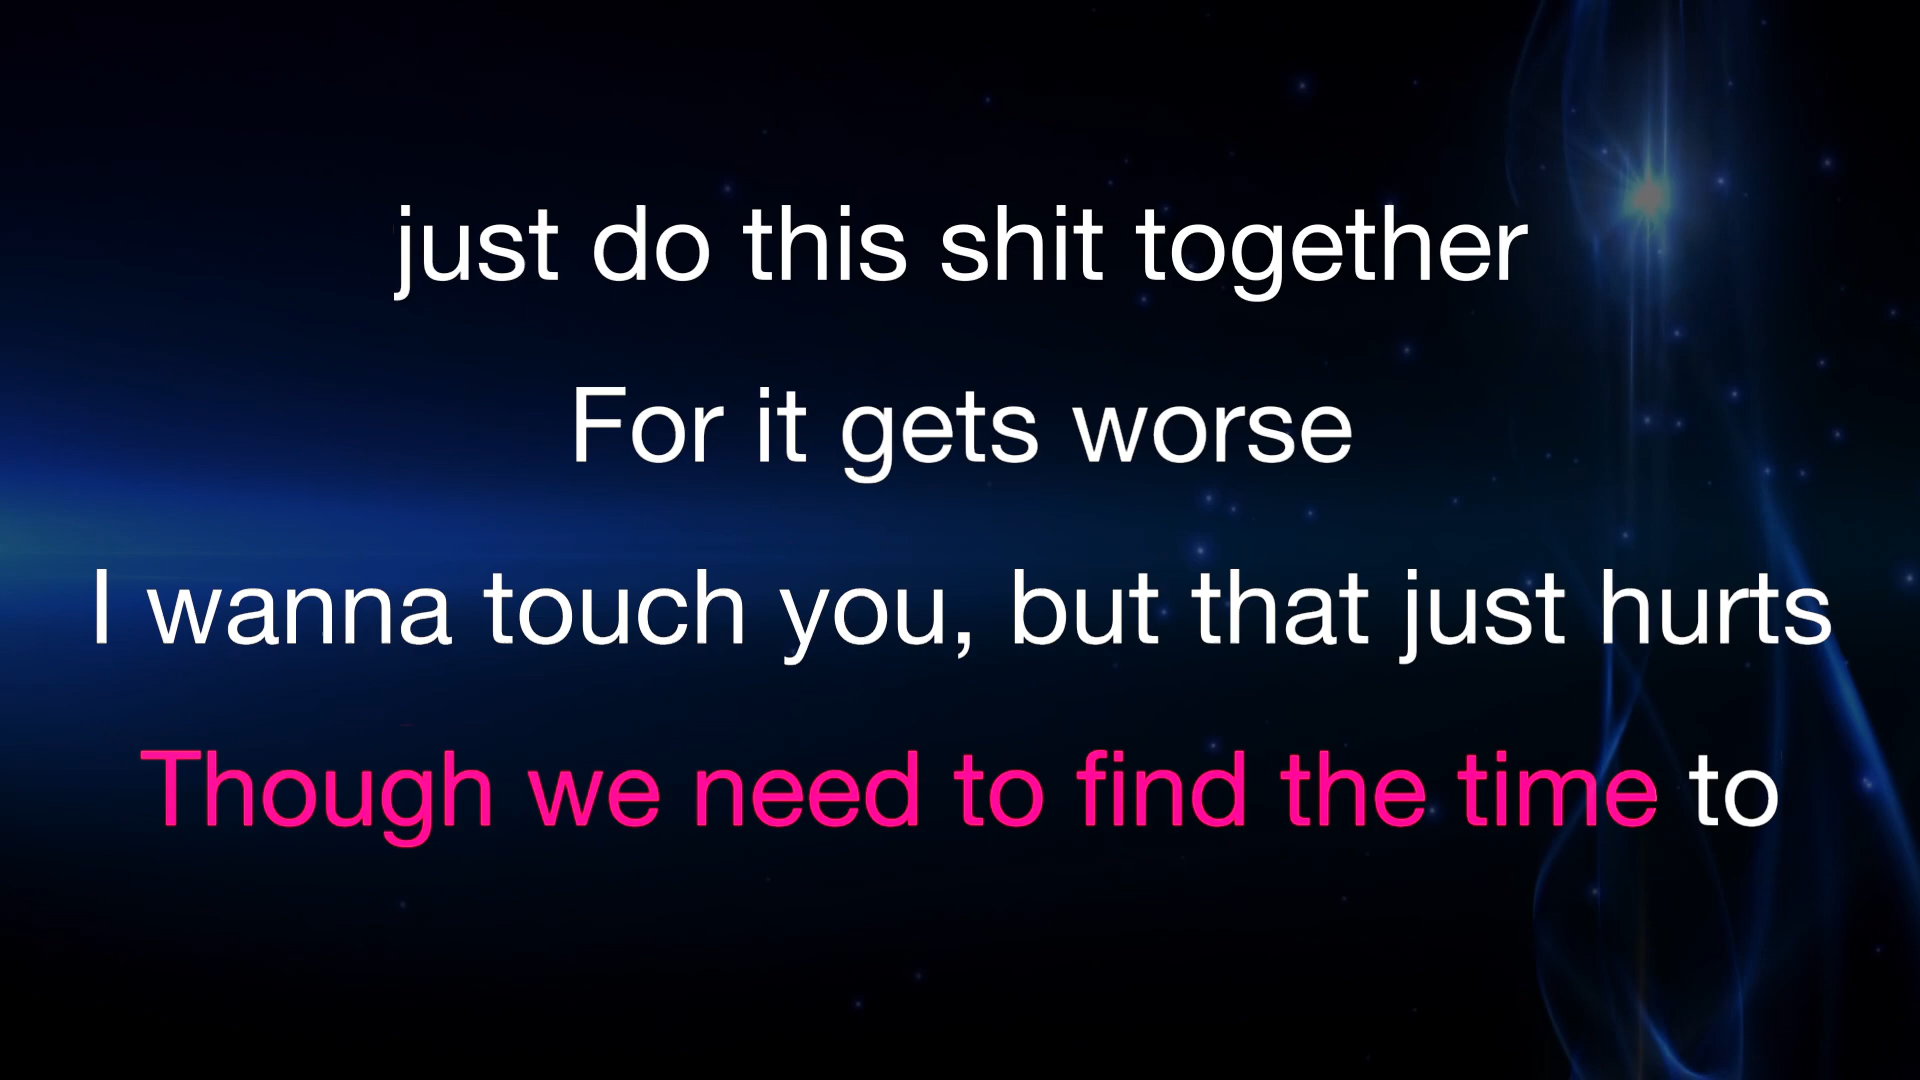 just do this shit together
For it gets worse
I wanna touch you, but that just hurts
Though we need to find the time to